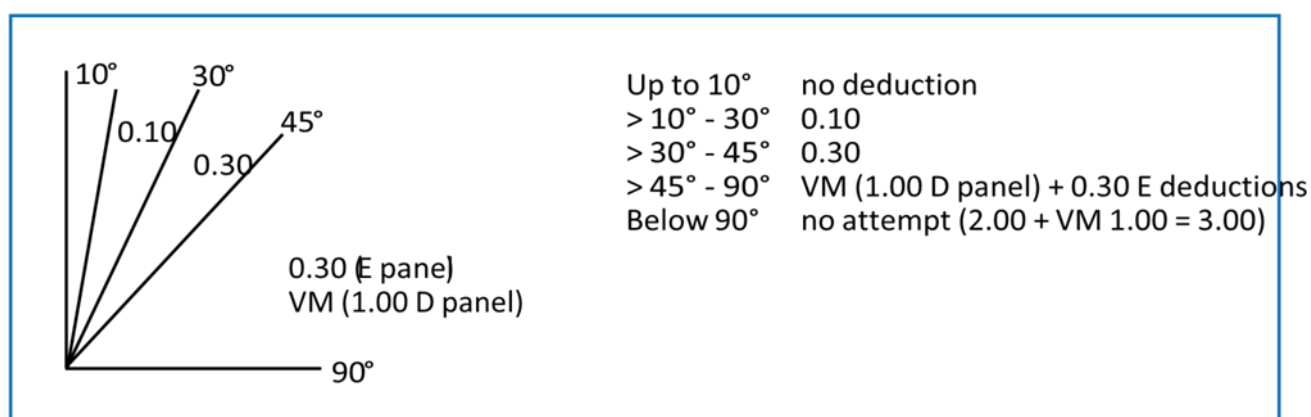 10° 30°
0.10 45°
0.30
0.30 (E panel)
VM (1.00 D panel)
90°
Up to 10° no deduction
> 10° - 30° 0.10
> 30° - 45° 0.30
> 45° - 90° VM (1.00 D panel) + 0.30 E deductions
Below 90° no attempt (2.00 + VM 1.00 = 3.00)